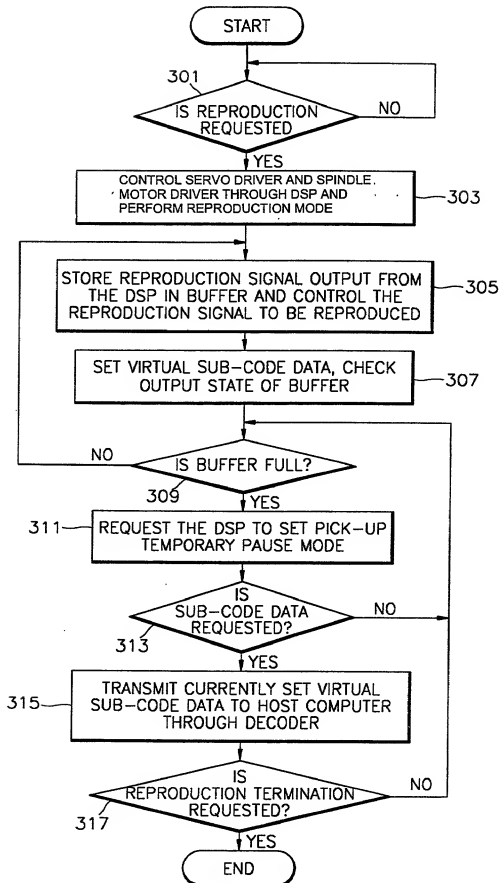 START
301
IS REPRODUCTION
REQUESTED
NO
YES
CONTROL SERVO DRIVER AND SPINDLE
MOTOR DRIVER THROUGH DSP AND
PERFORM REPRODUCTION MODE
303
STORE REPRODUCTION SIGNAL OUTPUT FROM
THE DSP IN BUFFER AND CONTROL THE
REPRODUCTION SIGNAL TO BE REPRODUCED
305
SET VIRTUAL SUB-CODE DATA, CHECK
OUTPUT STATE OF BUFFER
307
NO
IS BUFFER FULL?
309
YES
311
REQUEST THE DSP TO SET PICK-UP
TEMPORARY PAUSE MODE
IS
SUB-CODE DATA
REQUESTED?
NO
313
YES
315
TRANSMIT CURRENTLY SET VIRTUAL
SUB-CODE DATA TO HOST COMPUTER
THROUGH DECODER
IS
REPRODUCTION TERMINATION
REQUESTED?
NO
317
YES
END